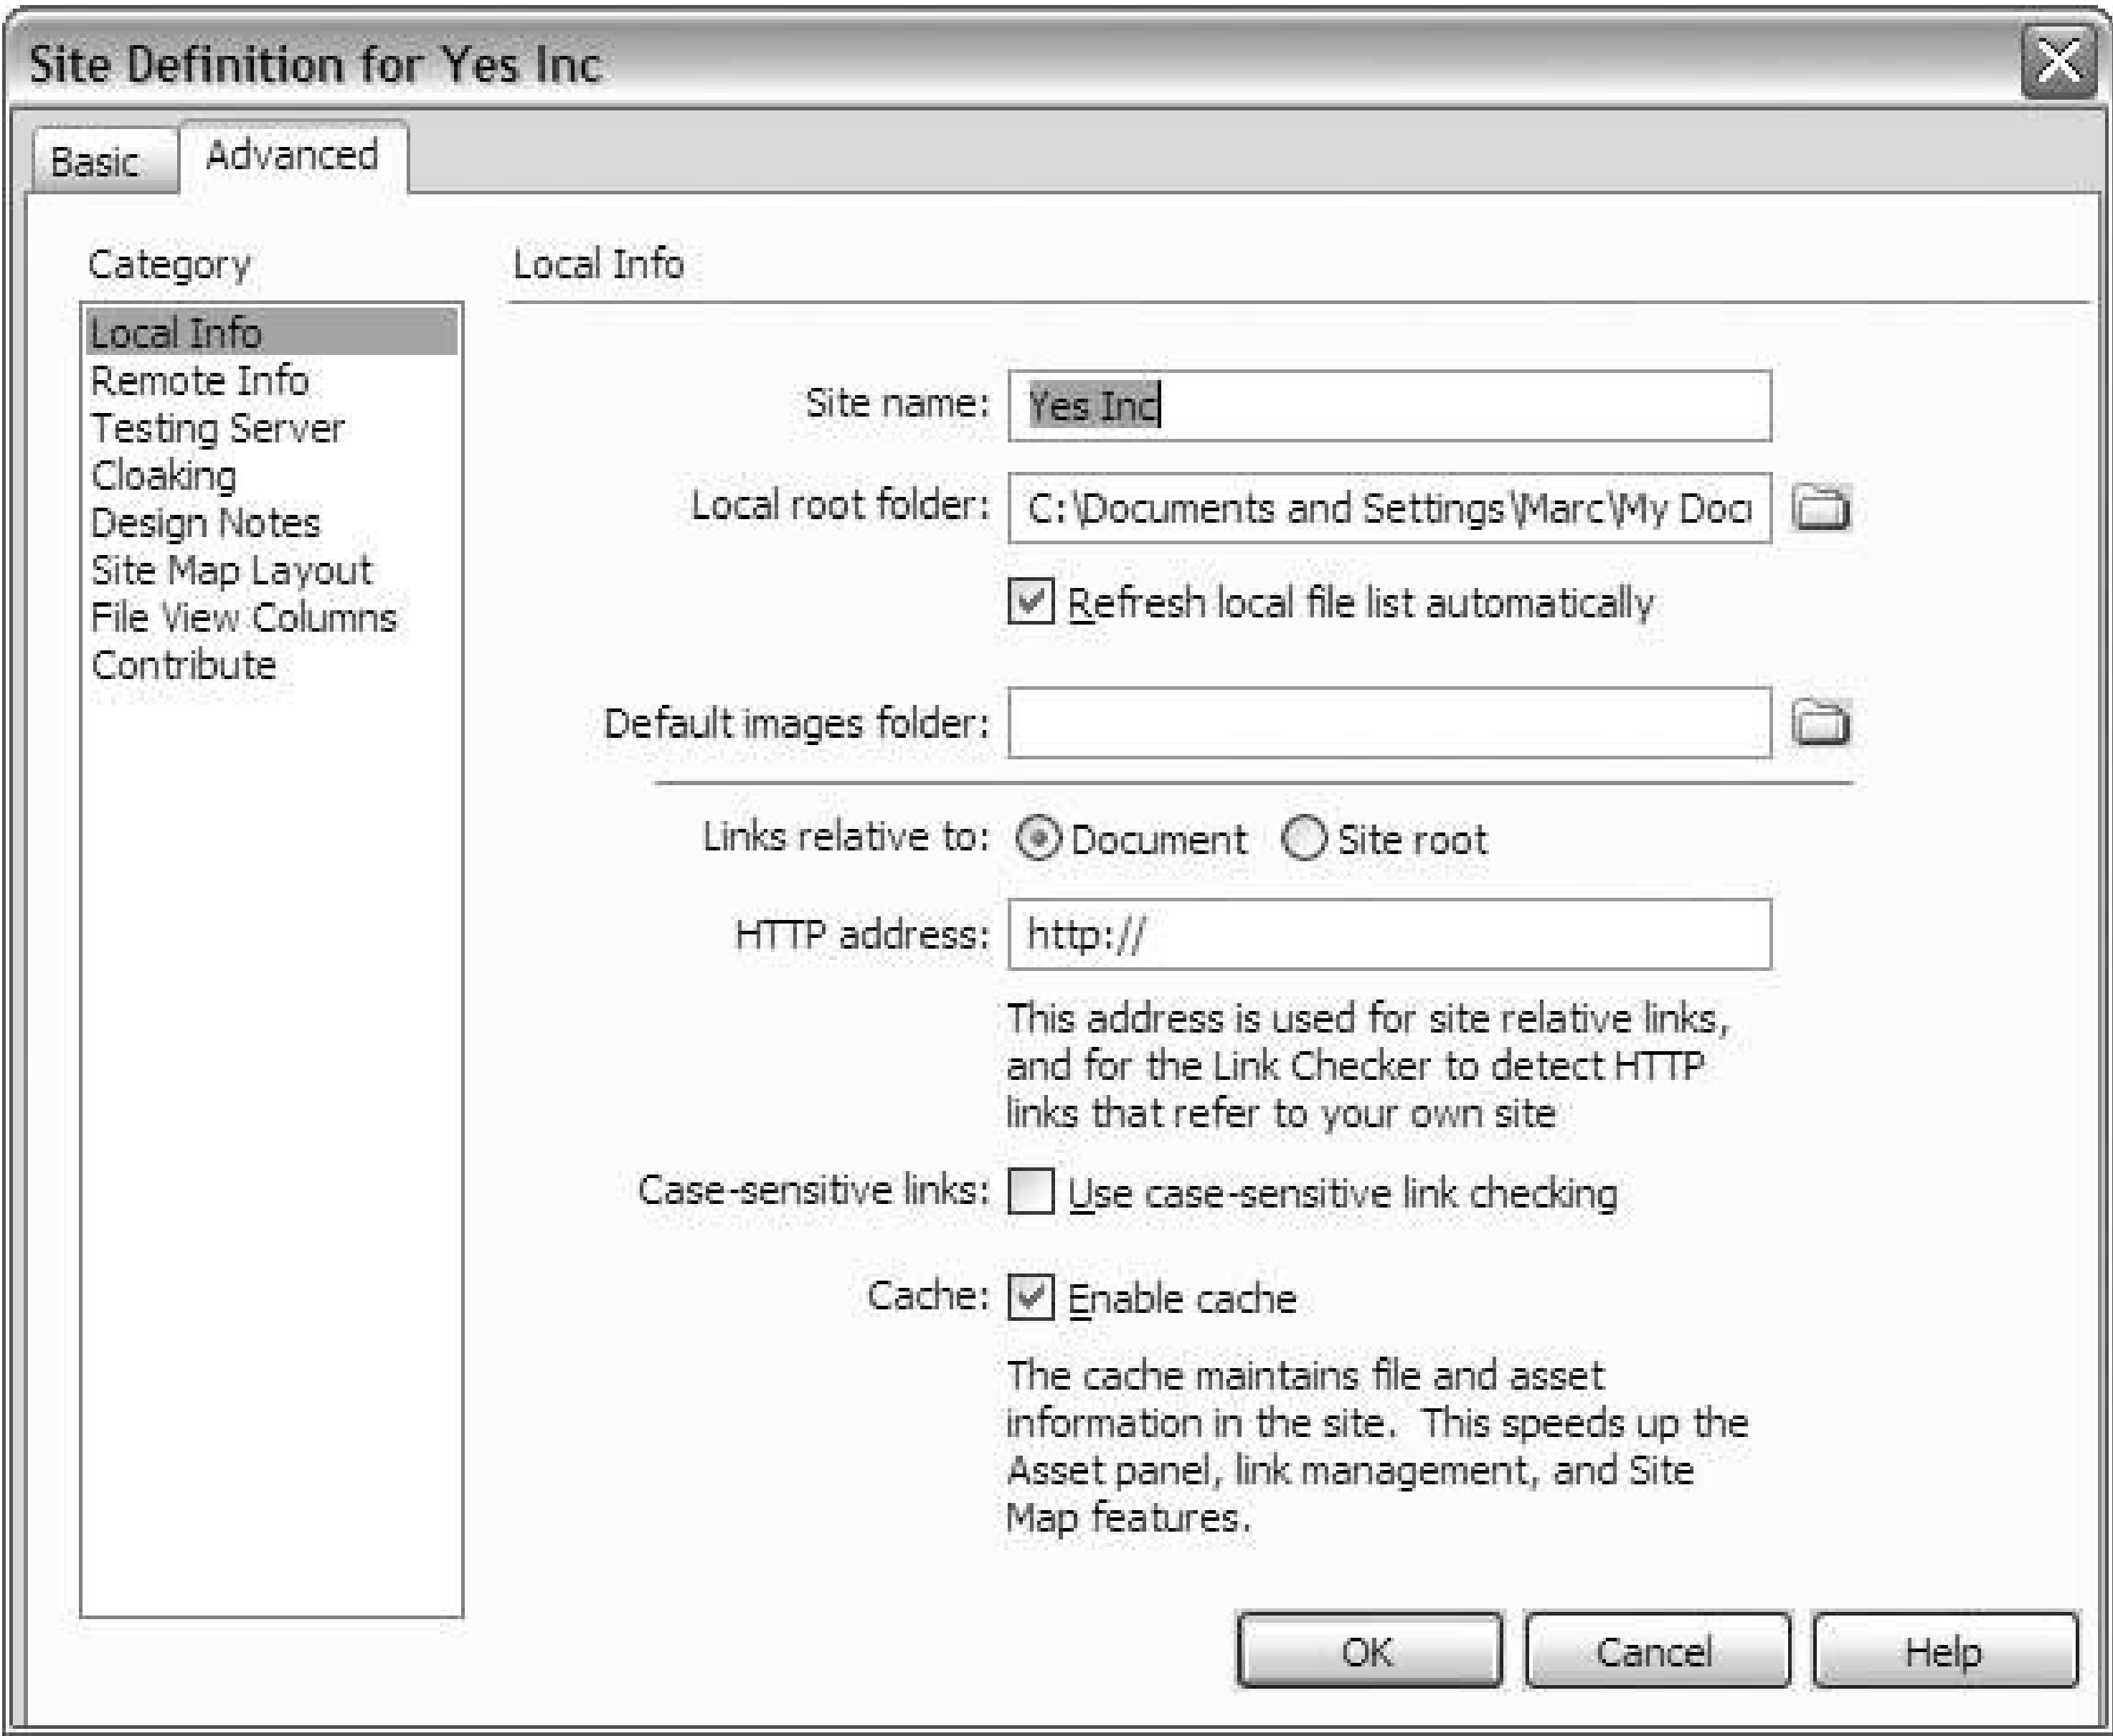 Site Definition for Yes Inc
Basic
Advanced
Category
Local Info
Remote Info
Testing Server
Cloaking
Design Notes
Site Map Layout
File View Columns
Contribute
Local Info
Site name: Yes Inc
Local root folder: C:\Documents and Settings\Marc\My Doc
Refresh local file list automatically
Default images folder:
Links relative to: Document Site root
HTTP address: http://
This address is used for site relative links,
and for the Link Checker to detect HTTP
links that refer to your own site
Case-sensitive links: Use case-sensitive link checking
Cache: Enable cache
The cache maintains file and asset
information in the site. This speeds up the
Asset panel, link management, and Site
Map features.
OK Cancel Help